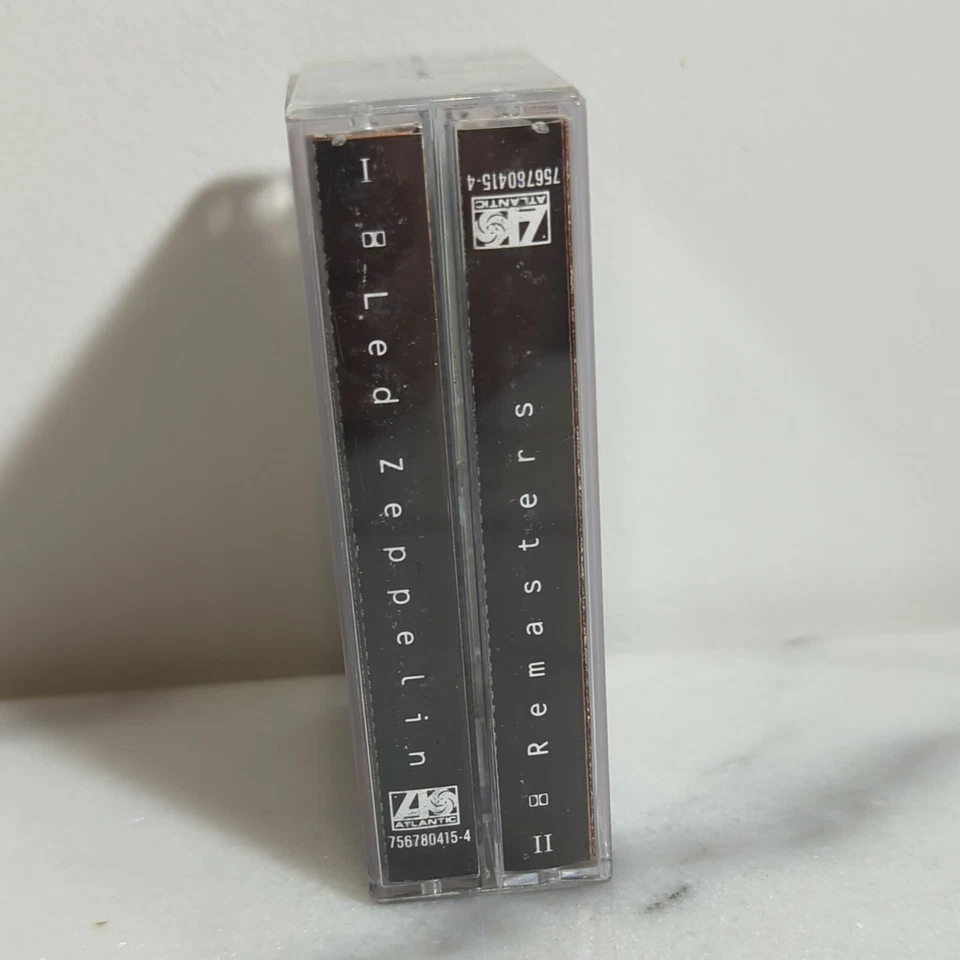 I
Led Zeppelin
ATLANTIC
756780415-4
II
Remasters
ATLANTIC
756780415-4